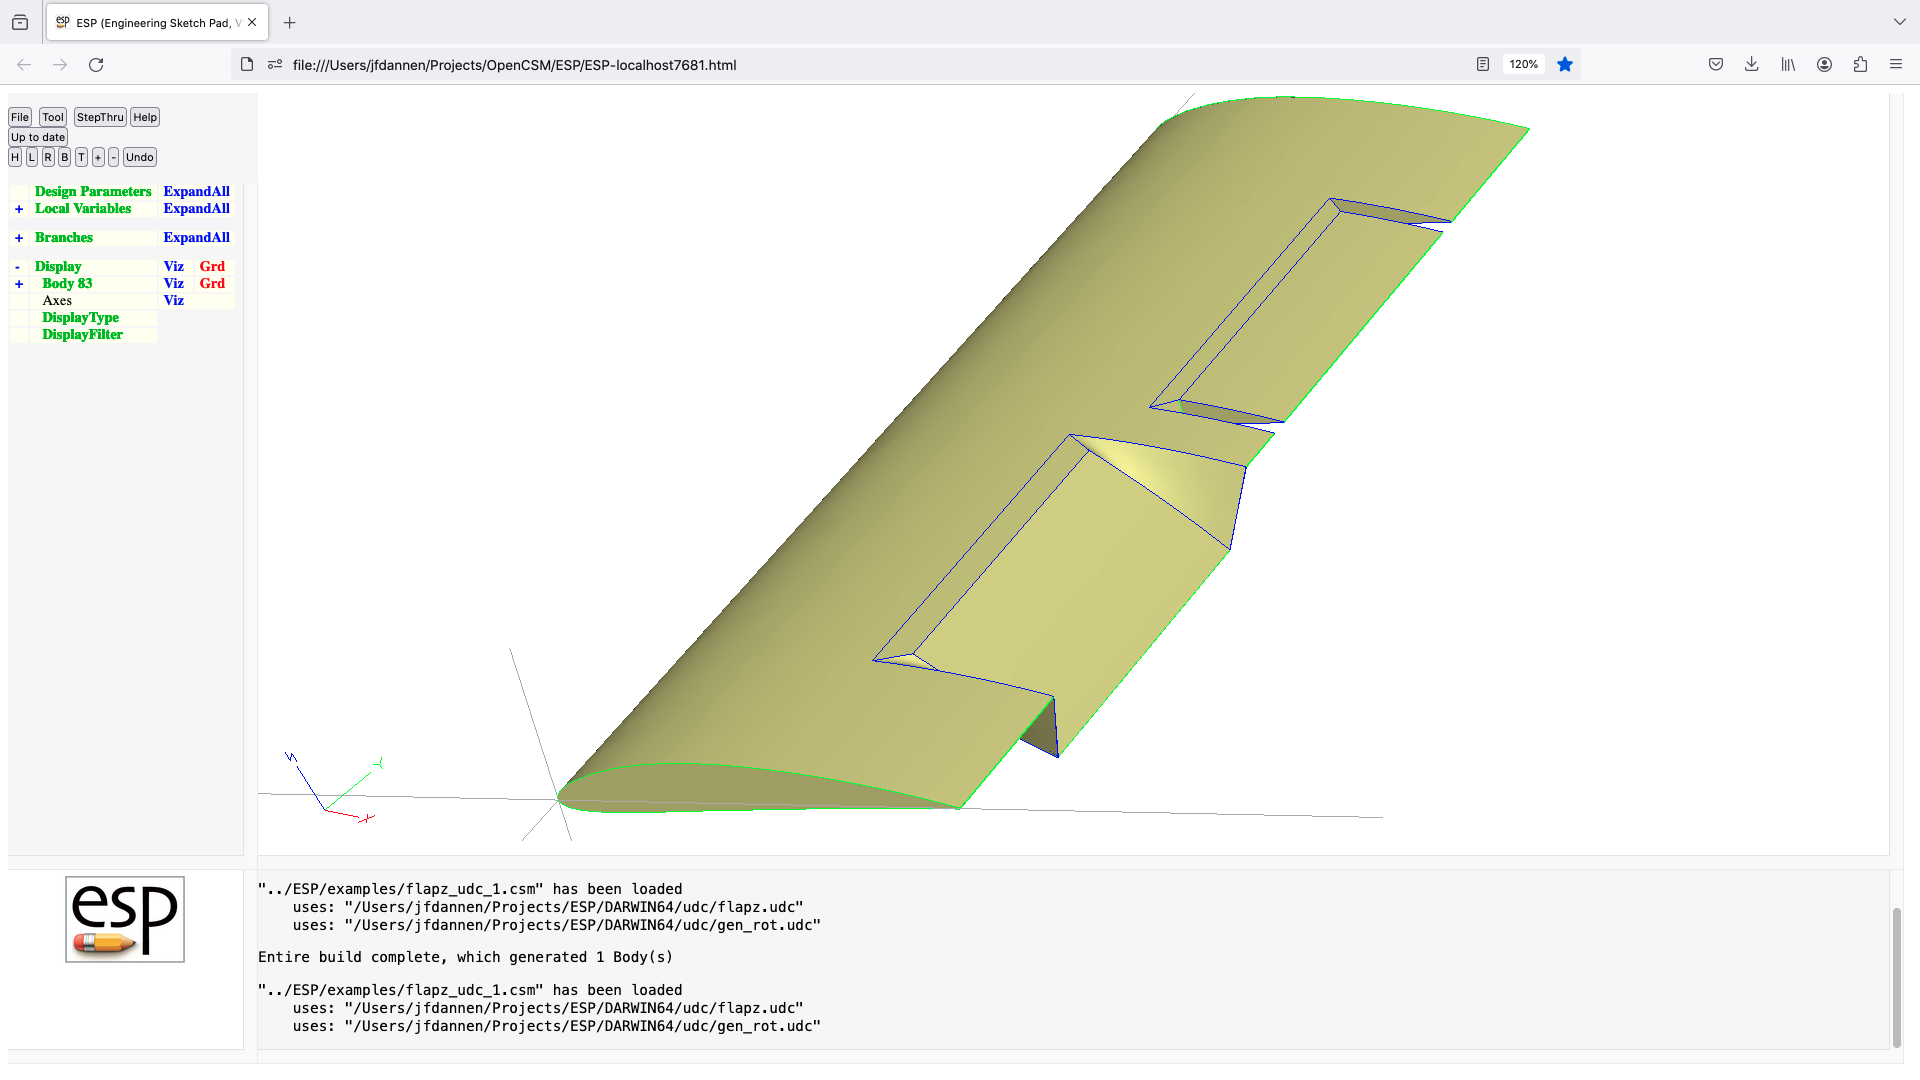 ESP (Engineering Sketch Pad, V
file:///Users/jfdannen/Projects/OpenCSM/ESP/ESP-localhost7681.html
120%
File Tool StepThru Help
Up to date
H L R B T + - Undo
Design Parameters ExpandAll
+ Local Variables ExpandAll
+ Branches ExpandAll
- Display Viz Grd
+ Body 83 Viz Grd
Axes Viz
DisplayType
DisplayFilter
Y
X
esp
"../ESP/examples/flapz_udc_1.csm" has been loaded
uses: "/Users/jfdannen/Projects/ESP/DARWIN64/udc/flapz.udc"
uses: "/Users/jfdannen/Projects/ESP/DARWIN64/udc/gen_rot.udc"
Entire build complete, which generated 1 Body(s)
"../ESP/examples/flapz_udc_1.csm" has been loaded
uses: "/Users/jfdannen/Projects/ESP/DARWIN64/udc/flapz.udc"
uses: "/Users/jfdannen/Projects/ESP/DARWIN64/udc/gen_rot.udc"